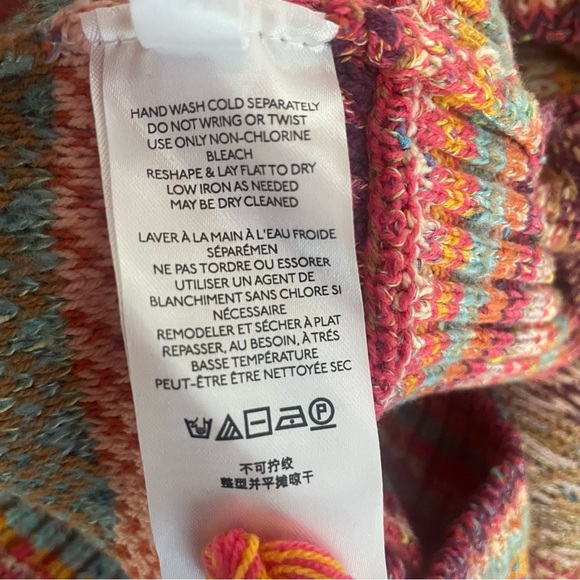 HAND WASH COLD SEPARATELY
DO NOT WRING OR TWIST
USE ONLY NON-CHLORINE
BLEACH
RESHAPE & LAY FLAT TO DRY
LOW IRON AS NEEDED
MAY BE DRY CLEANED
LAVER À LA MAIN À L'EAU FROIDE
SÉPARÉMEN
NE PAS TORDRE OU ESSORER
UTILISER UN AGENT DE
BLANCHIMENT SANS CHLORE SI
NÉCESSAIRE
REMODELER ET SÉCHER À PLAT
REPASSER, AU BESOIN, À TRÉS
BASSE TEMPÉRATURE
PEUT-ÊTRE ÊTRE NETTOYÉE SEC
P
不可拧绞
整型并平摊晾干